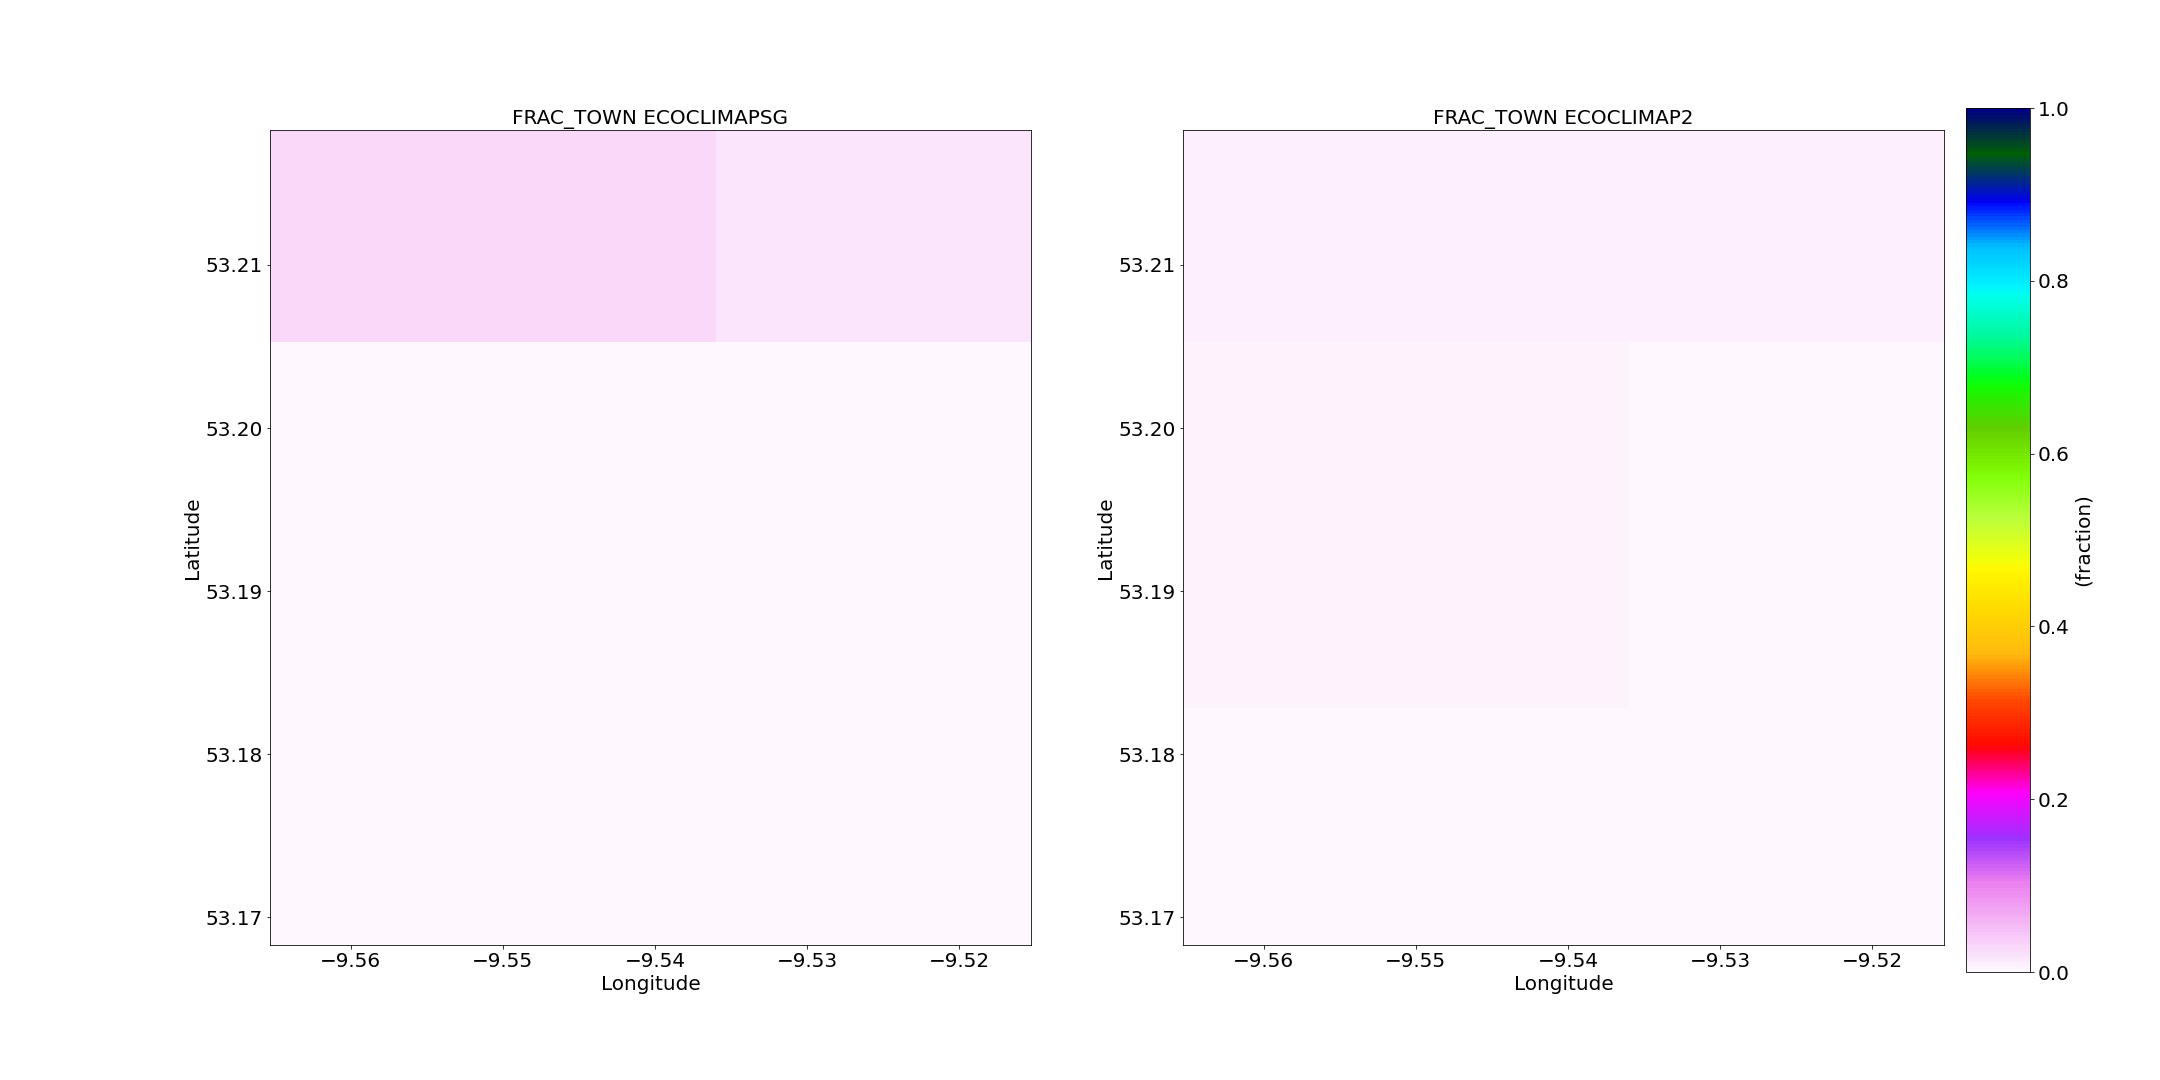 FRAC_TOWN ECOCLIMAPSG
53.21
53.20
53.19
53.18
53.17
Latitude
−9.56 −9.55 −9.54 −9.53 −9.52
Longitude
FRAC_TOWN ECOCLIMAP2
53.21
53.20
53.19
53.18
53.17
Latitude
−9.56 −9.55 −9.54 −9.53 −9.52
Longitude
1.0
0.8
0.6
0.4
0.2
0.0
(fraction)